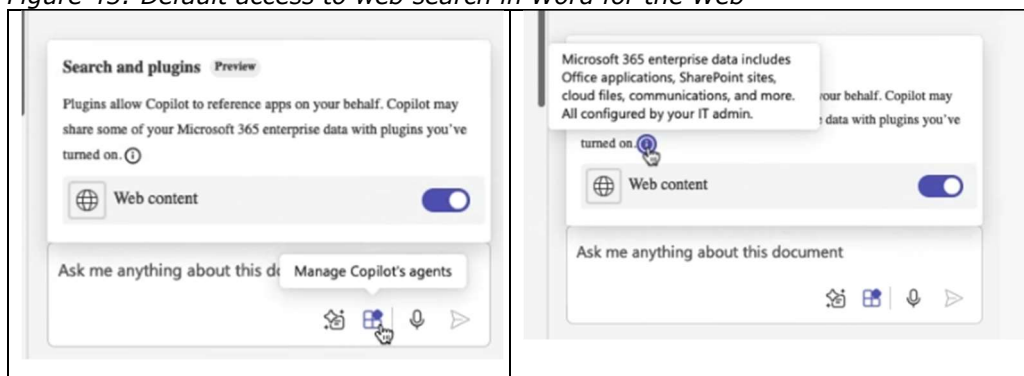 Figure 45: Default access to web search in Word for the Web
Search and plugins Preview
Plugins allow Copilot to reference apps on your behalf. Copilot may
share some of your Microsoft 365 enterprise data with plugins you've
turned on.
Web content
Ask me anything about this do
Manage Copilot's agents
Microsoft 365 enterprise data includes
Office applications, SharePoint sites,
cloud files, communications, and more.
All configured by your IT admin.
your behalf. Copilot may
data with plugins you've
turned on.
Web content
Ask me anything about this document